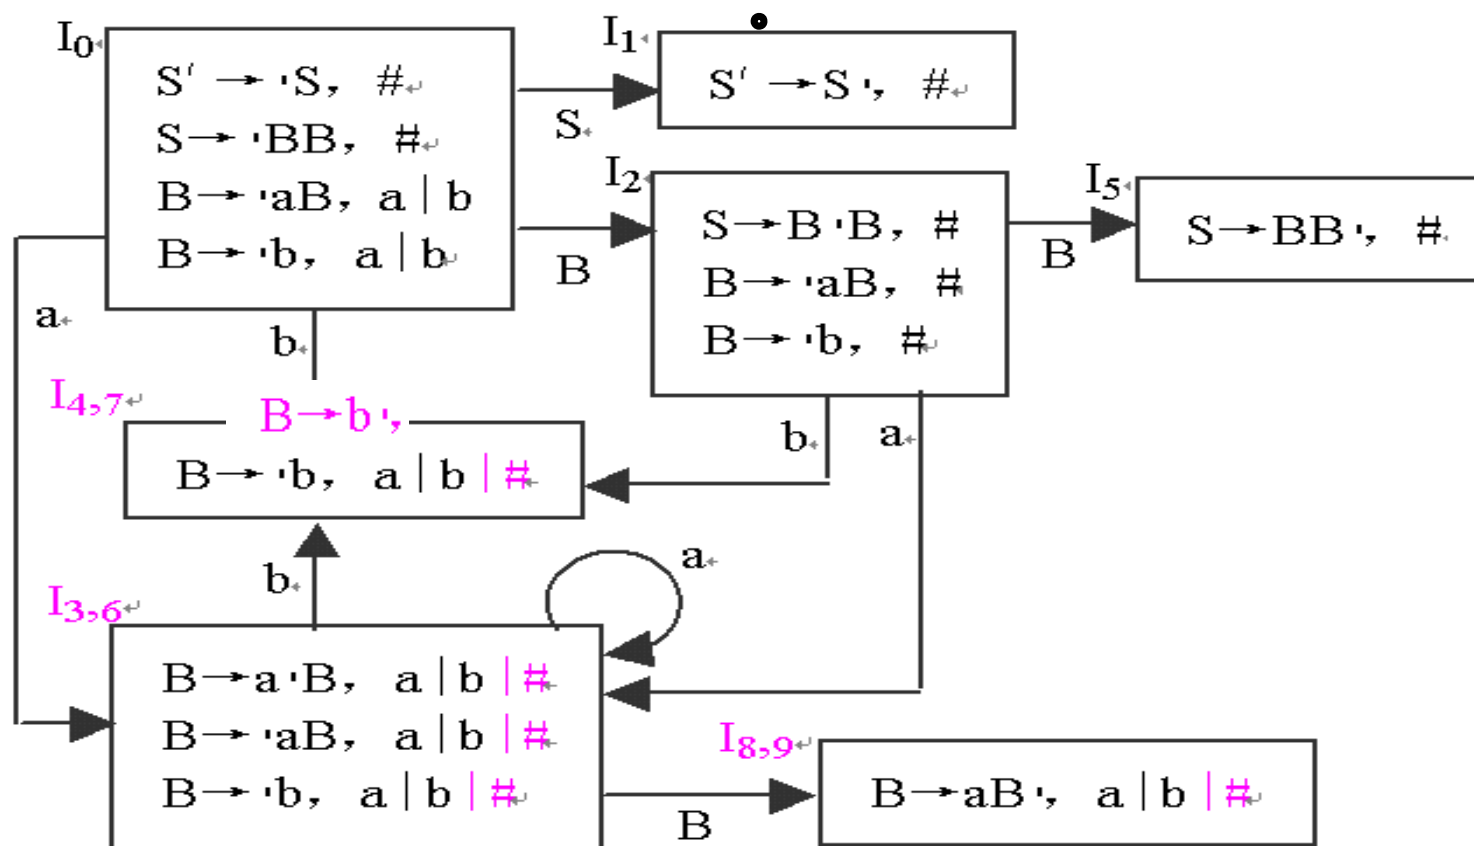 I0
S′→·S, #
S→·BB, #
B→·aB, a|b
B→·b, a|b
S
I1
S′→S·, #
B
I2
S→B·B, #
B→·aB, #
B→·b, #
B
I5
S→BB·, #
a
b
I4,7
B→b·,
B→·b, a|b|#
b
a
b
a
I3,6
B→a·B, a|b|#
B→·aB, a|b|#
B→·b, a|b|#
B
I8,9
B→aB·, a|b|#